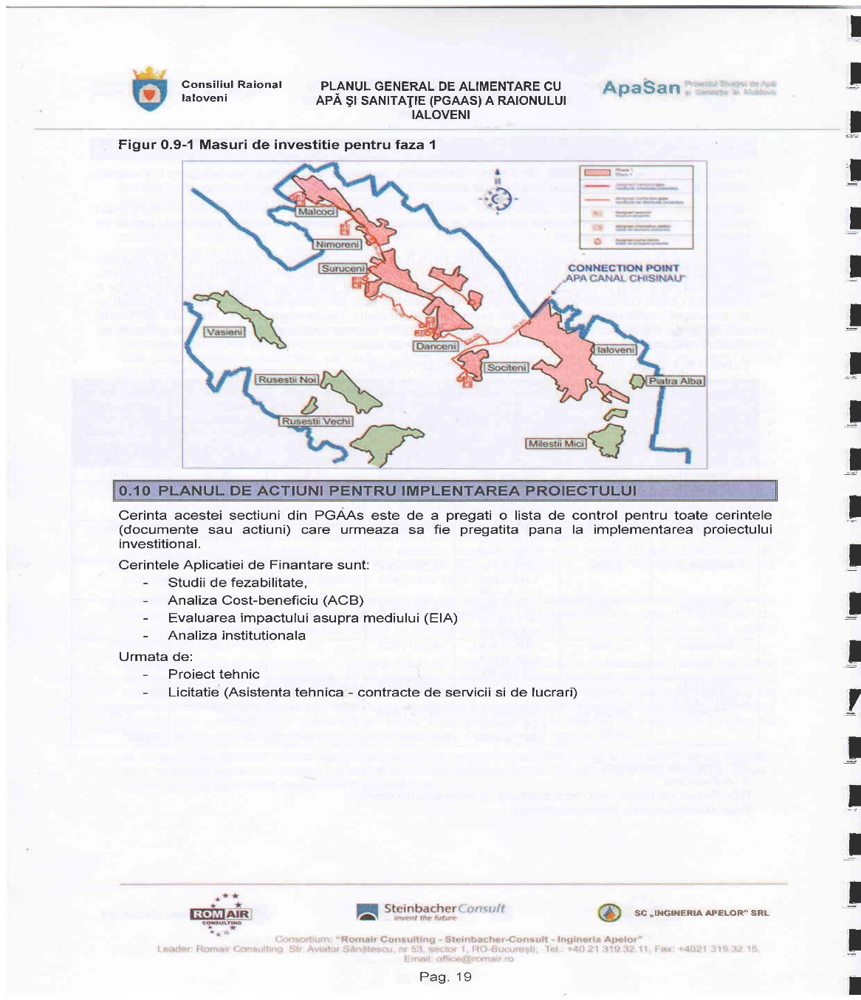 Consiliul Raional
Ialoveni
PLANUL GENERAL DE ALIMENTARE CU
APĂ ŞI SANITAŢIE (PGAAS) A RAIONULUI
IALOVENI
ApaSan
Figur 0.9-1 Masuri de investitie pentru faza 1
Malcoci
Nimoreni
Suruceni
CONNECTION POINT
„APA CANAL CHISINAU"
Vasieni
Danceni
Ialoveni
Sociteni
Rusestii Noi
Piatra Alba
Rusestii Vechi
Milestii Mici
0.10 PLANUL DE ACTIUNI PENTRU IMPLENTAREA PROIECTULUI
Cerinta acestei sectiuni din PGAAs este de a pregati o lista de control pentru toate cerintele
(documente sau actiuni) care urmeaza sa fie pregatita pana la implementarea proiectului
investitional.
Cerintele Aplicatiei de Finantare sunt:
- Studii de fezabilitate,
- Analiza Cost-beneficiu (ACB)
- Evaluarea impactului asupra mediului (EIA)
- Analiza institutionala
Urmata de:
- Proiect tehnic
- Licitatie (Asistenta tehnica - contracte de servicii si de lucrari)
ROMAIR
CONSULTING
Steinbacher Consult
... invent the future
SC „INGINERIA APELOR" SRL
Consortium: "Romair Consulting - Steinbacher-Consult - Ingineria Apelor"
Leader: Romair Consulting Str. Aviator Sănătescu, nr 53, sector 1, RO-Bucureşti; Tel.: +40 21 319.32.11, Fax: +4021 319.32.15,
Email: office@romair.ro
Pag. 19